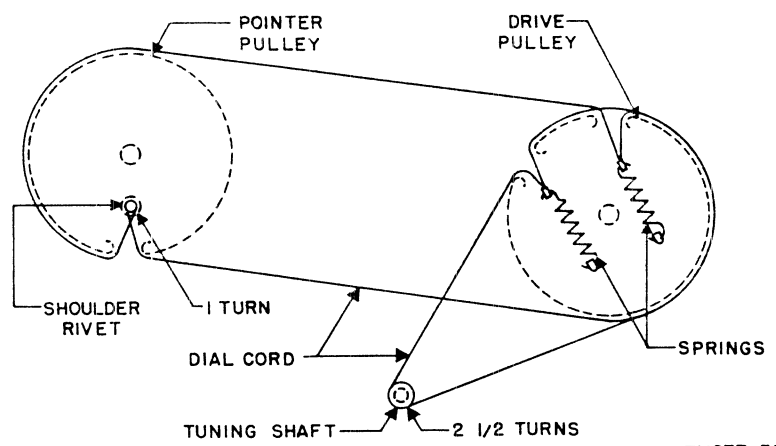 POINTER
PULLEY
DRIVE
PULLEY
SHOULDER
RIVET
1 TURN
DIAL CORD
SPRINGS
TUNING SHAFT
2 1/2 TURNS